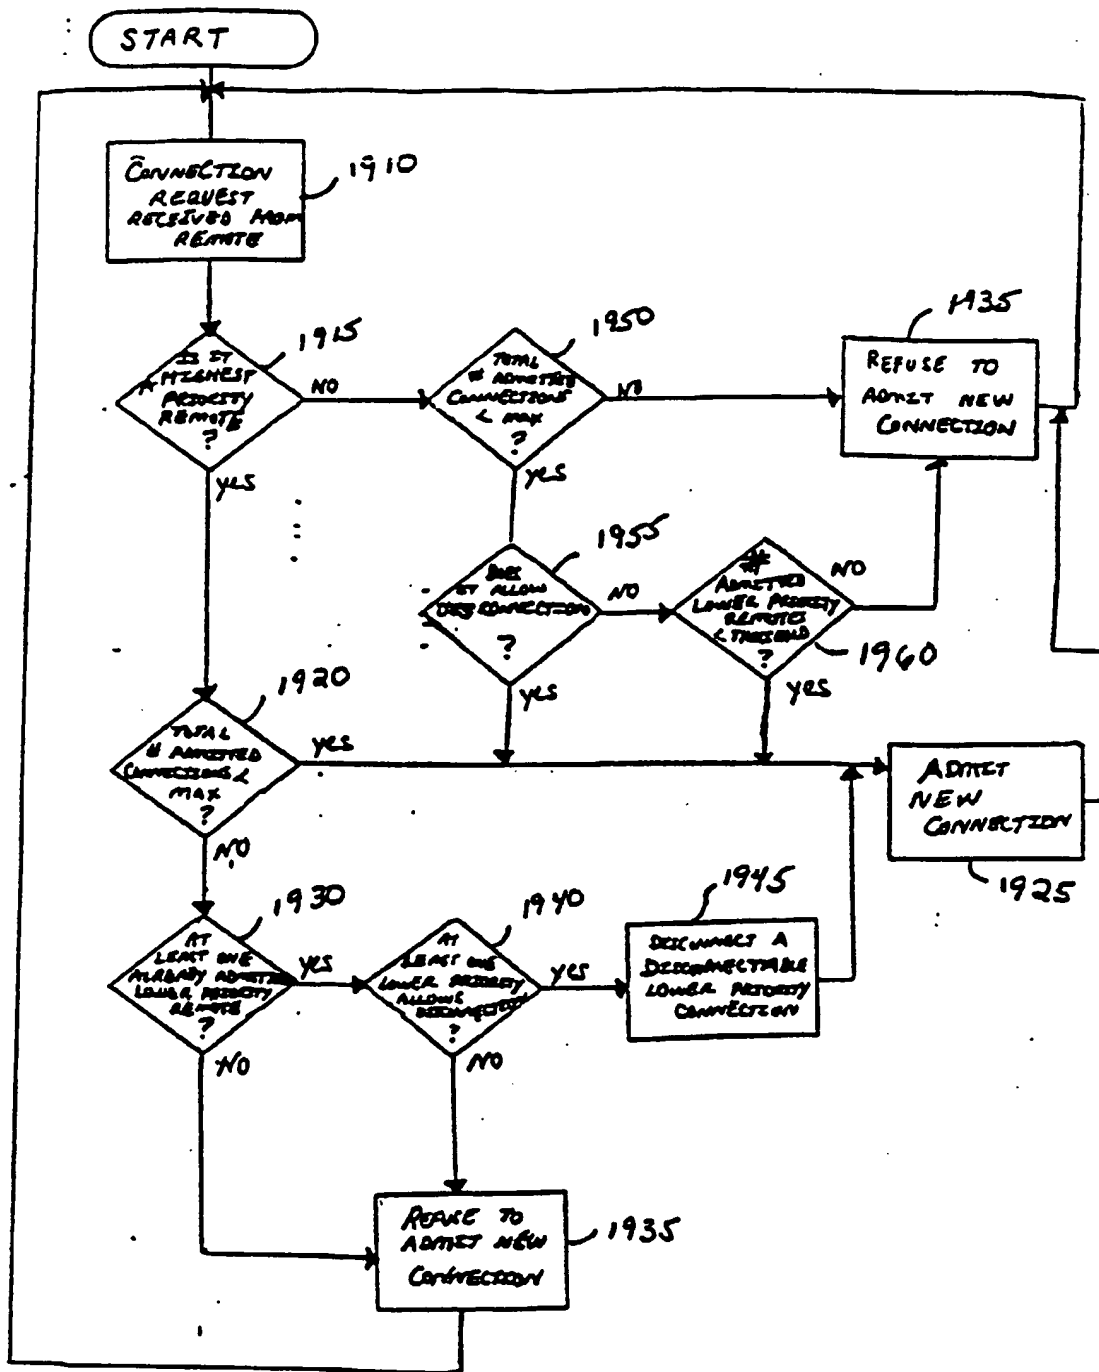 START
CONNECTION
REQUEST
RECEIVED FROM
REMOTE
1910
IS IT
A HIGHEST
PRIORITY
REMOTE
?
1915
NO
yes
TOTAL
# ADMITTED
CONNECTIONS
< MAX
?
1950
NO
yes
REFUSE TO
ADMIT NEW
CONNECTION
1935
DOES
IT ALLOW
DISCONNECTION
?
1955
NO
yes
#
ADMITTED
LOWER PRIORITY
REMOTES
<
?
NO
1960
yes
TOTAL
# ADMITTED
CONNECTIONS <
MAX
?
1920
yes
NO
ADMIT
NEW
CONNECTION
1925
AT
LEAST ONE
ALREADY ADMITTED
LOWER PRIORITY
REMOTE
?
1930
yes
NO
AT
LEAST ONE
LOWER PRIORITY
ALLOWS
DISCONNECTION
?
1940
yes
NO
DISCONNECT A
DISCONNECTABLE
LOWER PRIORITY
CONNECTION
1945
REFUSE TO
ADMIT NEW
CONNECTION
1935